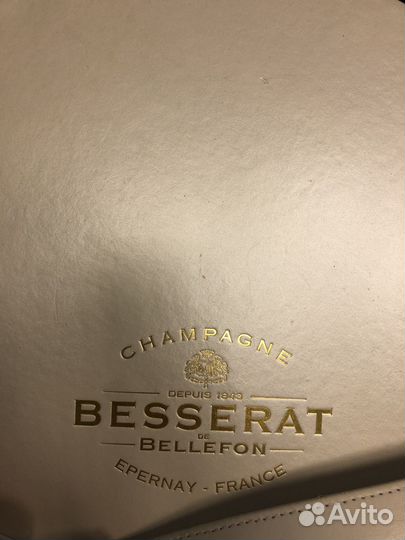 CHAMPAGNE
DEPUIS 1843
BESSERAT
DE
BELLEFON
EPERNAY - FRANCE
Avito